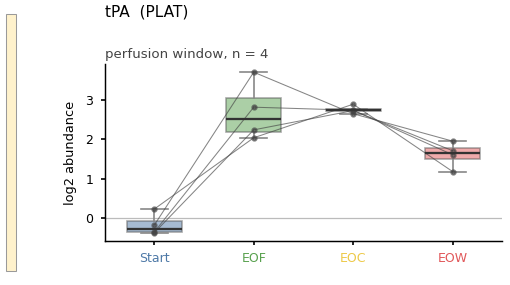 tPA (PLAT)
perfusion window, n = 4
log2 abundance
3
2
1
0
Start EOF EOC EOW